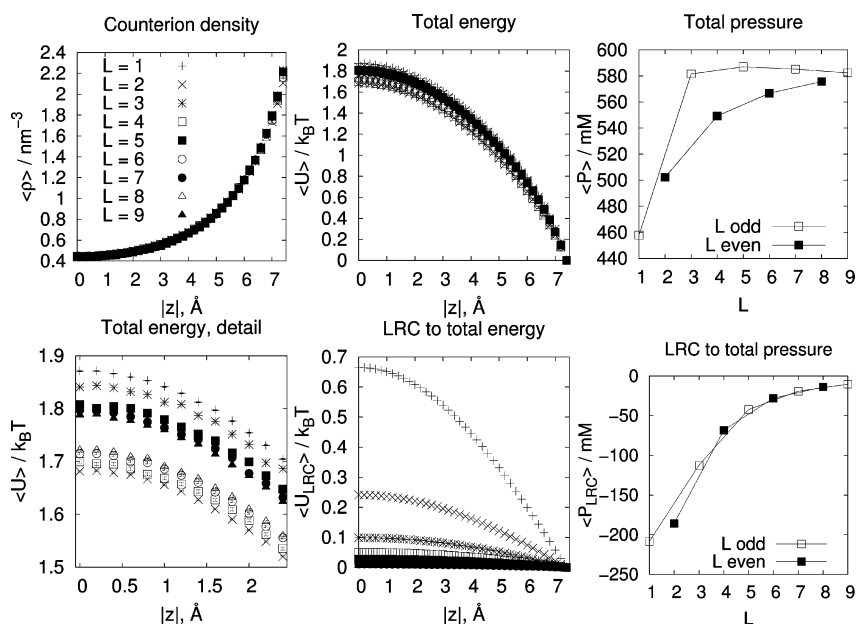 Counterion density
2.4
2.2
2
1.8
1.6
1.4
1.2
1
0.8
0.6
0.4
<ρ> / nm⁻³
L = 1
L = 2
L = 3
L = 4
L = 5
L = 6
L = 7
L = 8
L = 9
0 1 2 3 4 5 6 7
|z|, Å
Total energy
2
1.8
1.6
1.4
1.2
1
0.8
0.6
0.4
0.2
0
<U> / k_BT
0 1 2 3 4 5 6 7
|z|, Å
Total pressure
600
580
560
540
520
500
480
460
440
<P> / mM
L odd
L even
1 2 3 4 5 6 7 8 9
L
Total energy, detail
1.9
1.8
1.7
1.6
1.5
<U> / k_BT
0 0.5 1 1.5 2
|z|, Å
LRC to total energy
0.7
0.6
0.5
0.4
0.3
0.2
0.1
0
<U_LRC> / k_BT
0 1 2 3 4 5 6 7
|z|, Å
LRC to total pressure
0
−50
−100
−150
−200
−250
<P_LRC> / mM
L odd
L even
1 2 3 4 5 6 7 8 9
L